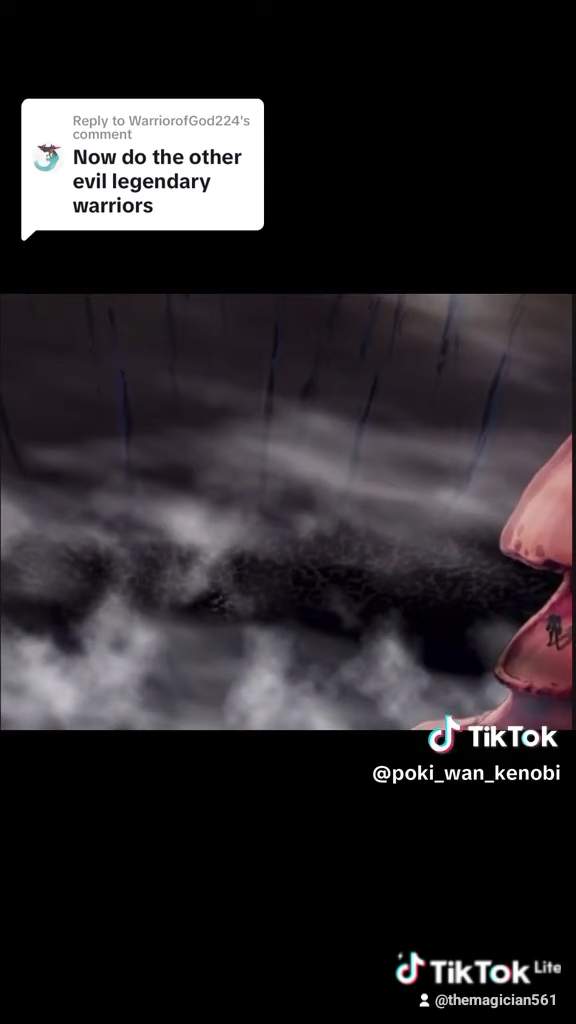 Reply to WarriorofGod224's
comment
Now do the other
evil legendary
warriors
TikTok
@poki_wan_kenobi
TikTok Lite
@themagician561